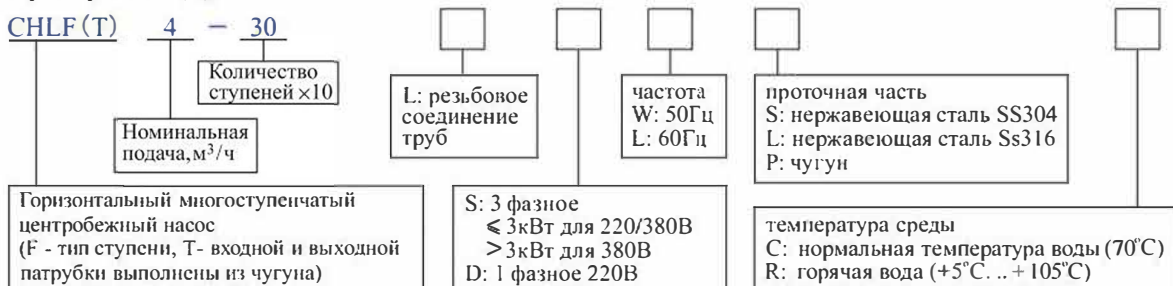 CHLF(T) 4 - 30
Количество
ступеней ×10
Номинальная
подача, м³/ч
Горизонтальный многоступенчатый
центробежный насос
(F - тип ступени, Т- входной и выходной
патрубки выполнены из чугуна)
L: резьбовое
соединение
труб
S: 3 фазное
⩽ 3кВт для 220/380В
>3кВт для 380В
D: 1 фазное 220В
частота
W: 50Гц
L: 60Гц
проточная часть
S: нержавеющая сталь SS304
L: нержавеющая сталь Ss316
P: чугун
температура среды
C: нормальная температура воды (70°C)
R: горячая вода (+5°C. .. + 105°C)